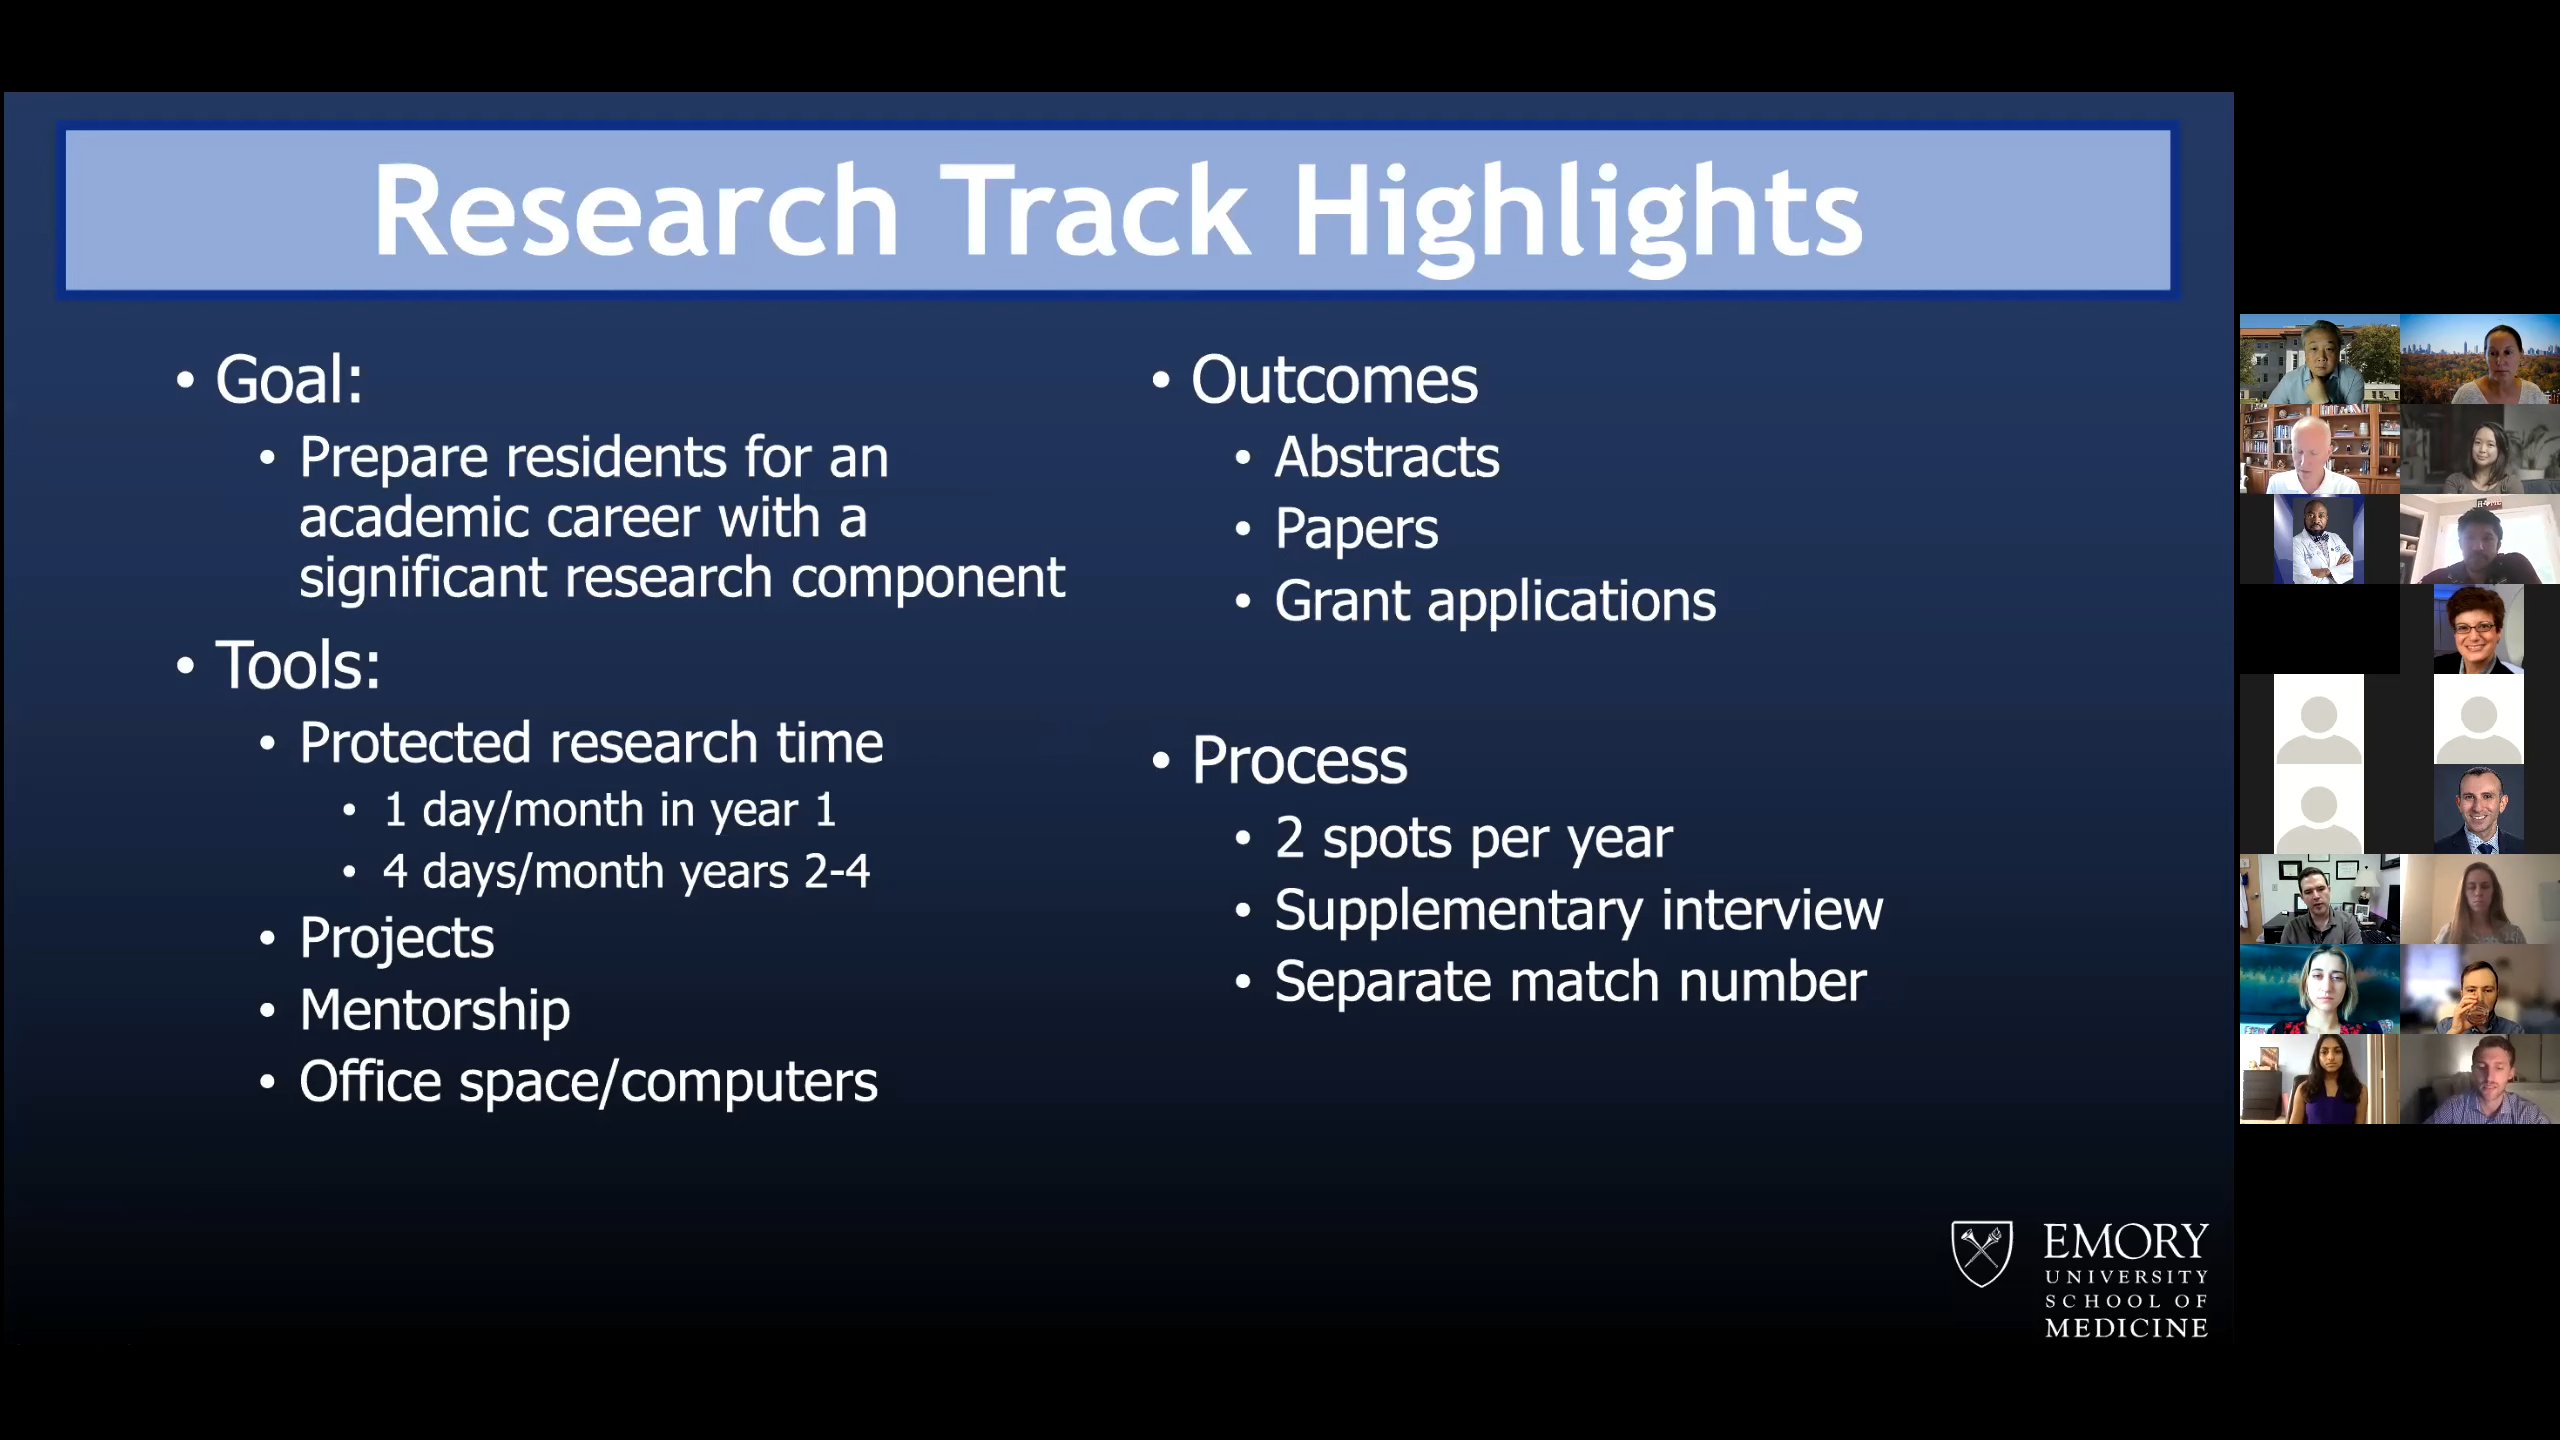 Research Track Highlights
• Goal:
• Prepare residents for an
academic career with a
significant research component
• Tools:
• Protected research time
• 1 day/month in year 1
• 4 days/month years 2-4
• Projects
• Mentorship
• Office space/computers
• Outcomes
• Abstracts
• Papers
• Grant applications
• Process
• 2 spots per year
• Supplementary interview
• Separate match number
EMORY
UNIVERSITY
SCHOOL OF
MEDICINE